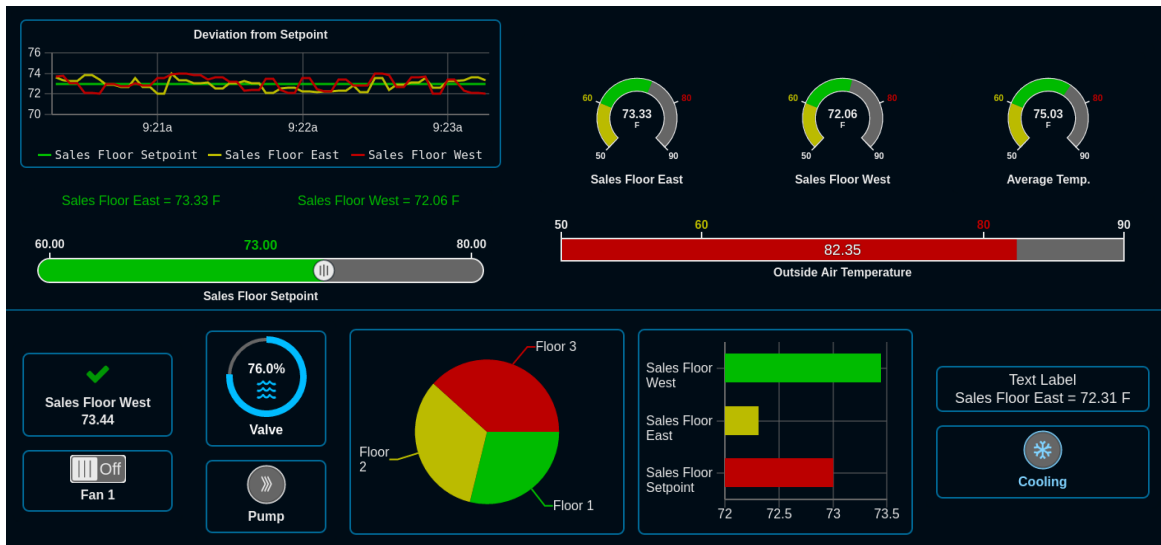 Deviation from Setpoint
76
74
72
70
9:21a 9:22a 9:23a
Sales Floor Setpoint Sales Floor East Sales Floor West
Sales Floor East = 73.33 F Sales Floor West = 72.06 F
60.00 73.00 80.00
Sales Floor Setpoint
60 80
73.33
F
50 90
Sales Floor East
60 80
72.06
F
50 90
Sales Floor West
60 80
75.03
F
50 90
Average Temp.
50 60 80 90
82.35
Outside Air Temperature
Sales Floor West
73.44
Off
Fan 1
76.0%
Valve
Pump
Floor 3
Floor
2
Floor 1
Sales Floor
West
Sales Floor
East
Sales Floor
Setpoint
72 72.5 73 73.5
Text Label
Sales Floor East = 72.31 F
Cooling